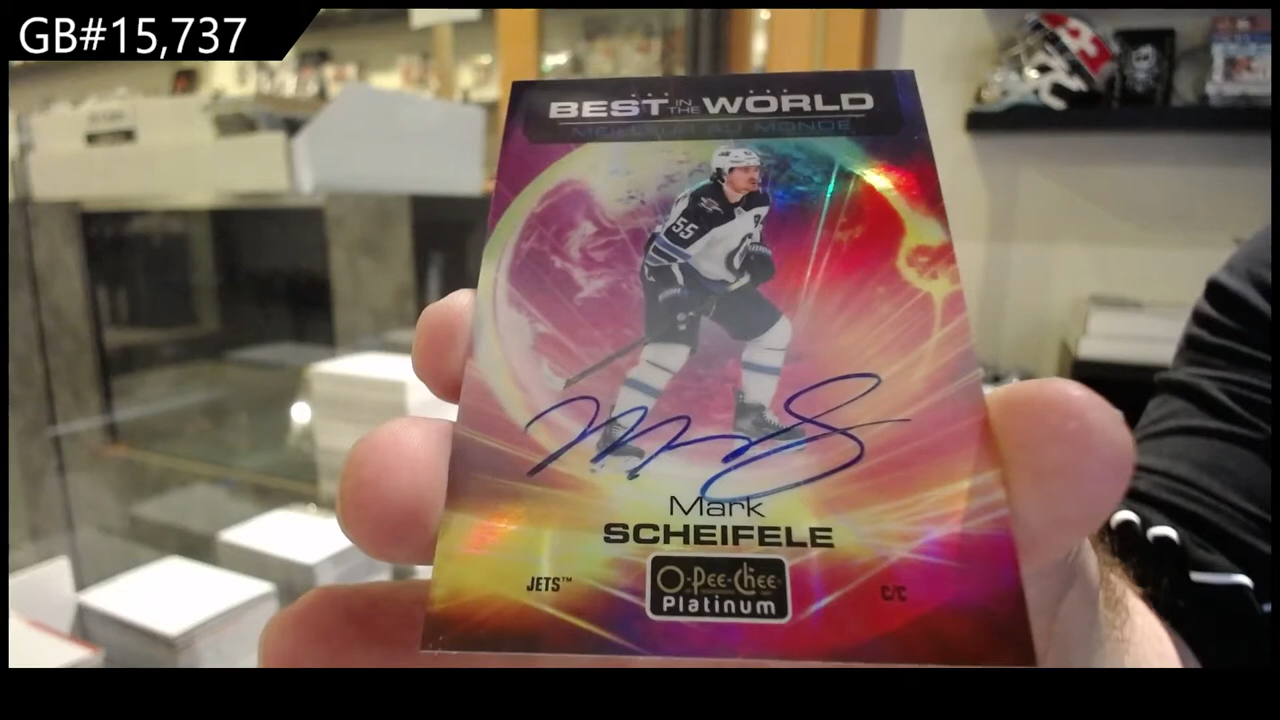 GB#15,737
BEST IN THE WORLD
MEILLEUR AU MONDE
55
Mark
SCHEIFELE
JETS™
C/C
O-Pee-Chee
Platinum